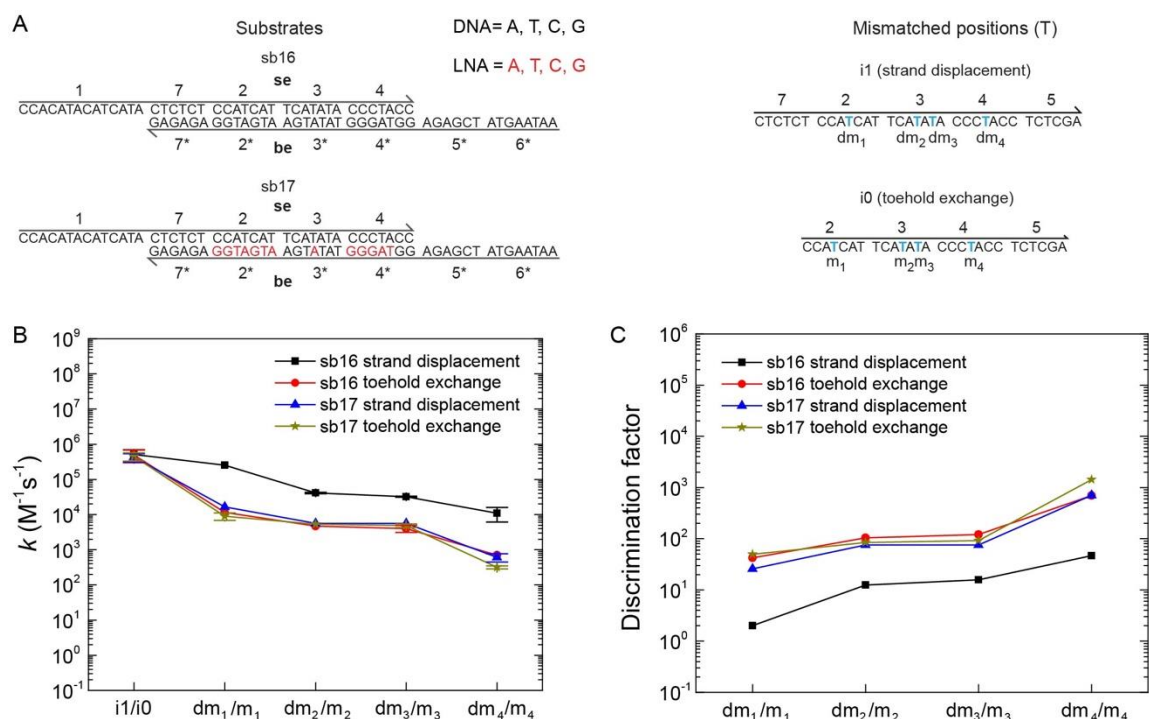 A
Substrates
DNA= A, T, C, G
LNA = A, T, C, G
sb16
se
1 7 2 3 4
CCACATACATCATA CTCTCT CCATCAT TCATATA CCCTACC
GAGAGA GGTAGTA AGTATAT GGGATGG AGAGCT ATGAATAA
7* 2* 3* 4* 5* 6*
be
sb17
se
1 7 2 3 4
CCACATACATCATA CTCTCT CCATCAT TCATATA CCCTACC
GAGAGA GGTAGTA AGTATAT GGGATGG AGAGCT ATGAATAA
7* 2* 3* 4* 5* 6*
be
Mismatched positions (T)
i1 (strand displacement)
7 2 3 4 5
CTCTCT CCATCAT TCATATA CCCTACC TCTCGA
dm1 dm2 dm3 dm4
i0 (toehold exchange)
2 3 4 5
CCATCAT TCATATA CCCTACC TCTCGA
m1 m2 m3 m4
B
k (M-1s-1)
10^9
10^8
10^7
10^6
10^5
10^4
10^3
10^2
10^1
10^0
10^-1
sb16 strand displacement
sb16 toehold exchange
sb17 strand displacement
sb17 toehold exchange
i1/i0 dm1/m1 dm2/m2 dm3/m3 dm4/m4
C
Discrimination factor
10^6
10^5
10^4
10^3
10^2
10^1
10^0
10^-1
sb16 strand displacement
sb16 toehold exchange
sb17 strand displacement
sb17 toehold exchange
dm1/m1 dm2/m2 dm3/m3 dm4/m4